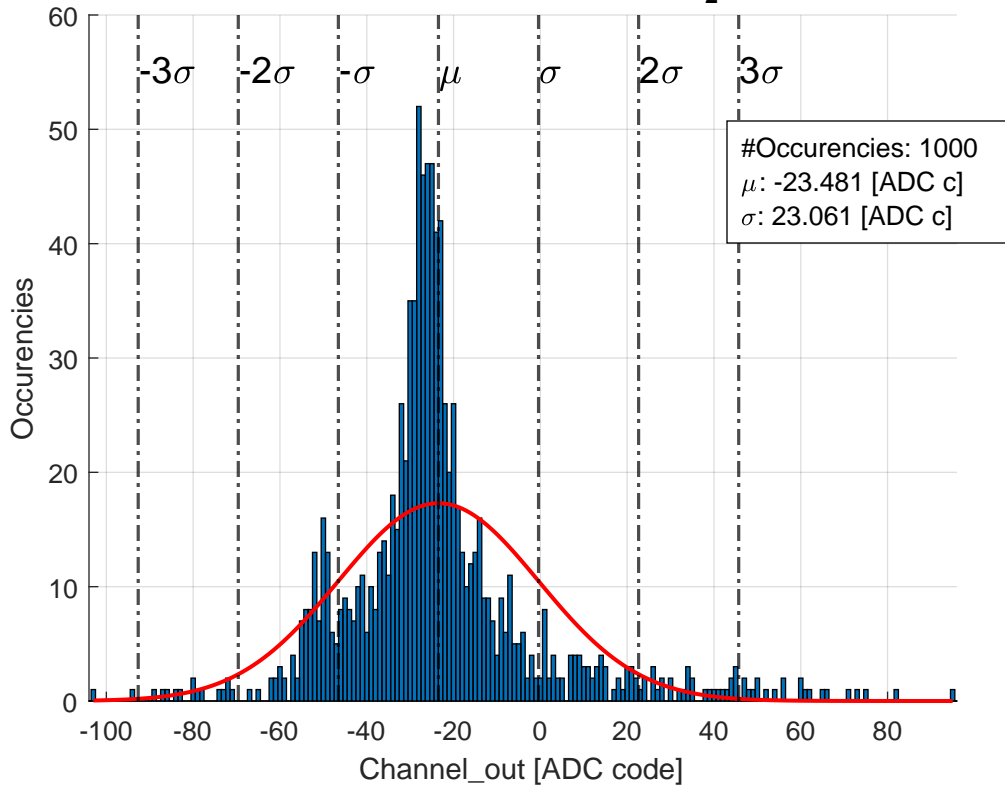 2
60
-3σ -2σ -σ μ σ 2σ 3σ
50
#Occurencies: 1000
μ: -23.481 [ADC c]
σ: 23.061 [ADC c]
40
30
20
10
0
Occurencies
-100 -80 -60 -40 -20 0 20 40 60 80
Channel_out [ADC code]